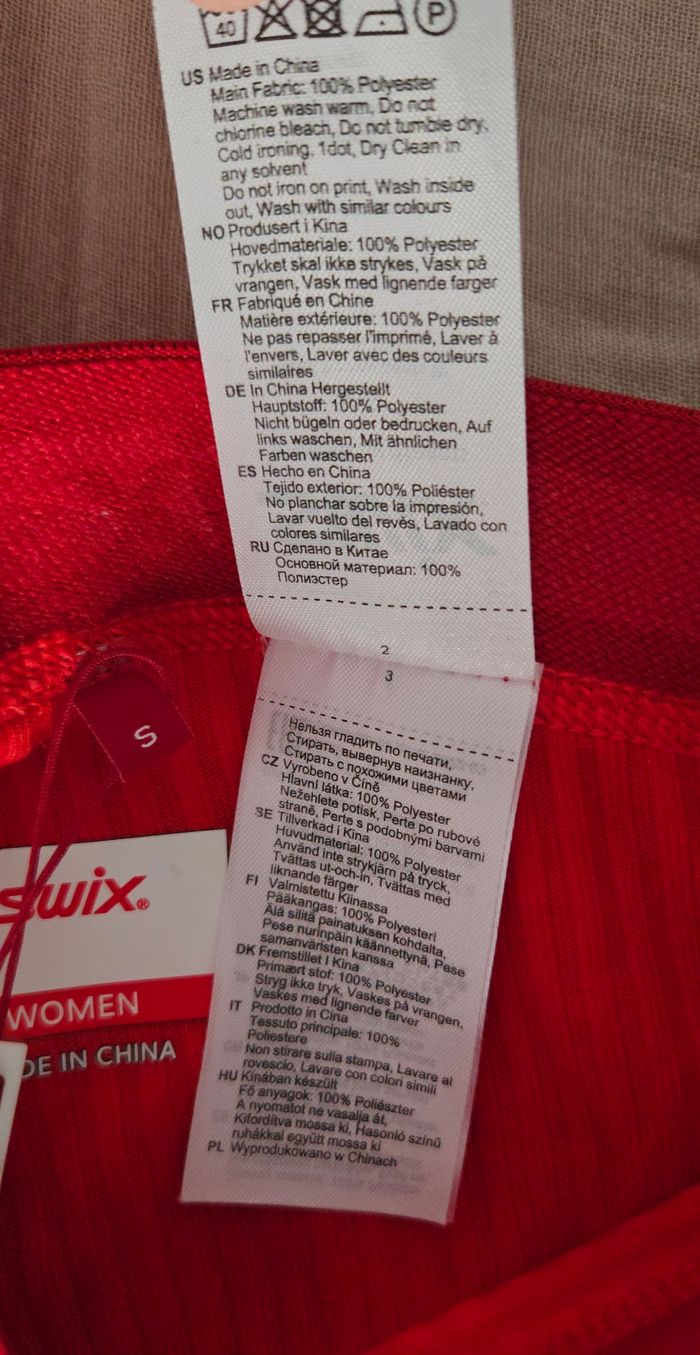 40
P
US Made in China
Main Fabric: 100% Polyester
Machine wash warm, Do not
chlorine bleach, Do not tumble dry,
Cold ironing. 1dot, Dry Clean in
any solvent
Do not iron on print, Wash inside
out, Wash with similar colours
NO Produsert i Kina
Hovedmateriale: 100% Polyester
Trykket skal ikke strykes, Vask på
vrangen, Vask med lignende farger
FR Fabriqué en Chine
Matière extérieure: 100% Polyester
Ne pas repasser l'imprimé, Laver à
l'envers, Laver avec des couleurs
similaires
DE In China Hergestellt
Hauptstoff: 100% Polyester
Nicht bügeln oder bedrucken, Auf
links waschen, Mit ähnlichen
Farben waschen
ES Hecho en China
Tejido exterior: 100% Poliéster
No planchar sobre la impresión,
Lavar vuelto del revés, Lavado con
colores similares
RU Сделано в Китае
Основной материал: 100%
Полиэстер
2
3
Нельзя гладить по печати,
Стирать, вывернув наизнанку,
Стирать с похожими цветами
CZ Vyrobeno v Číně
Hlavní látka: 100% Polyester
Nežehlete potisk, Perte po rubové
straně, Perte s podobnými barvami
SE Tillverkad i Kina
Huvudmaterial: 100% Polyester
Använd inte strykjärn på tryck,
Tvättas ut-och-in, Tvättas med
liknande färger
FI Valmistettu Kiinassa
Pääkangas: 100% Polyesteri
Älä silitä painatuksen kohdalta,
Pese nurinpäin käännettynä, Pese
samanväristen kanssa
DK Fremstillet i Kina
Primært stof: 100% Polyester
Stryg ikke tryk, Vaskes på vrangen,
Vaskes med lignende farver
IT Prodotto in Cina
Tessuto principale: 100%
Poliestere
Non stirare sulla stampa, Lavare al
rovescio, Lavare con colori simili
HU Kínában készült
Fő anyagok: 100% Poliészter
A nyomatot ne vasalja át,
Kifordítva mossa ki, Hasonló színű
ruhákkal együtt mossa ki
PL Wyprodukowano w Chinach
S
swix®
WOMEN
DE IN CHINA